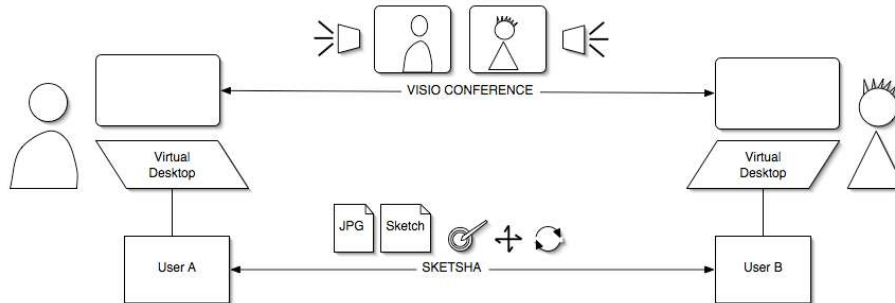 VISIO CONFERENCE
Virtual
Desktop
Virtual
Desktop
JPG
Sketch
User A
SKETSHA
User B